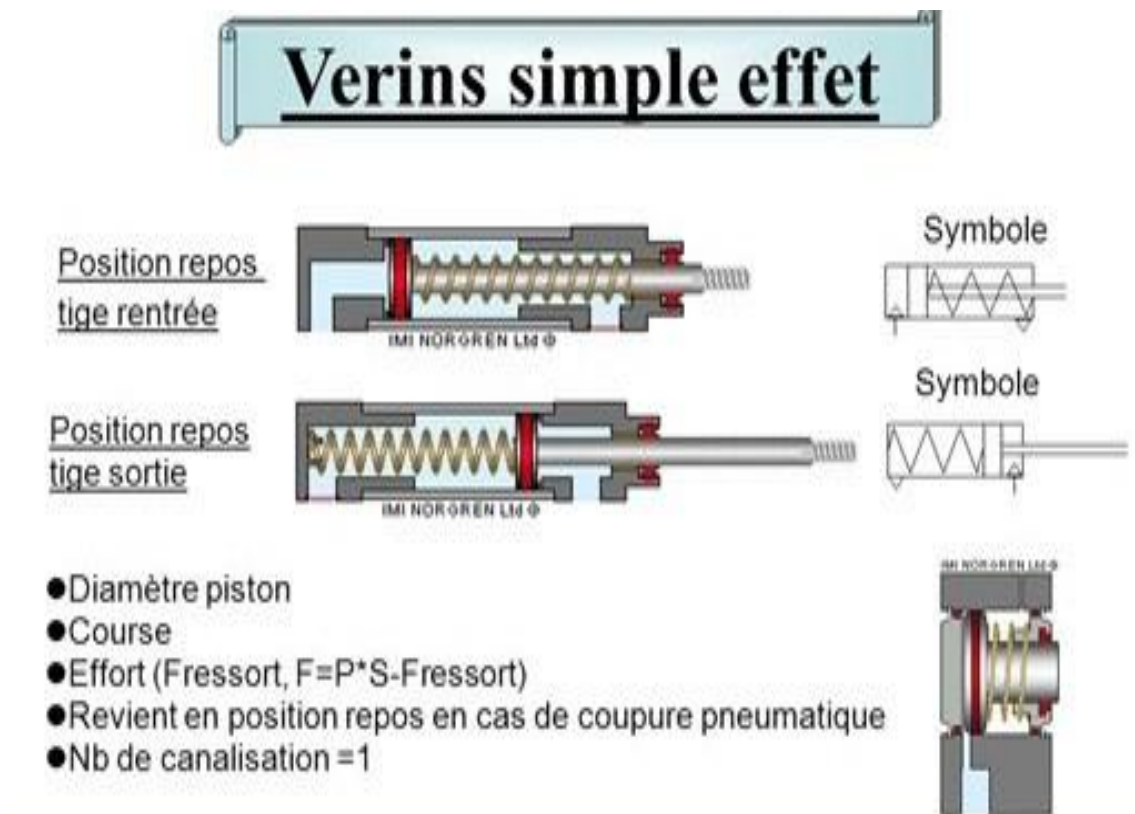 Verins simple effet
Position repos
tige rentrée
IMI NORGREN Ltd ©
Symbole
Position repos
tige sortie
IMI NORGREN Ltd ©
Symbole
IMI NORGREN Ltd ©
●Diamètre piston
●Course
●Effort (Fressort, F=P*S-Fressort)
●Revient en position repos en cas de coupure pneumatique
●Nb de canalisation =1